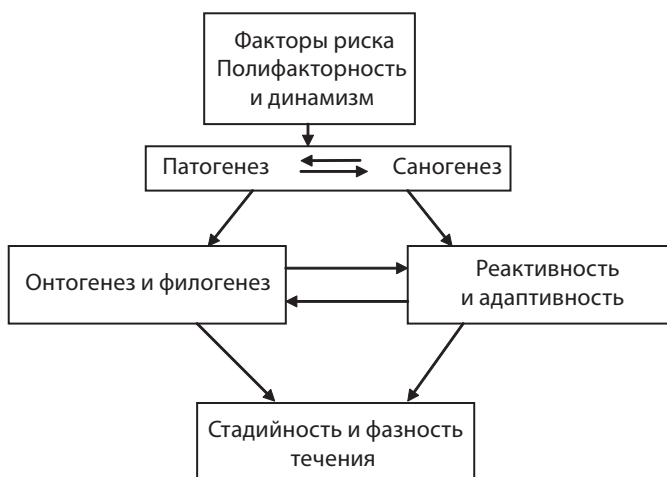 Факторы риска
Полифакторность
и динамизм
Патогенез Саногенез
Онтогенез и филогенез
Реактивность
и адаптивность
Стадийность и фазность
течения